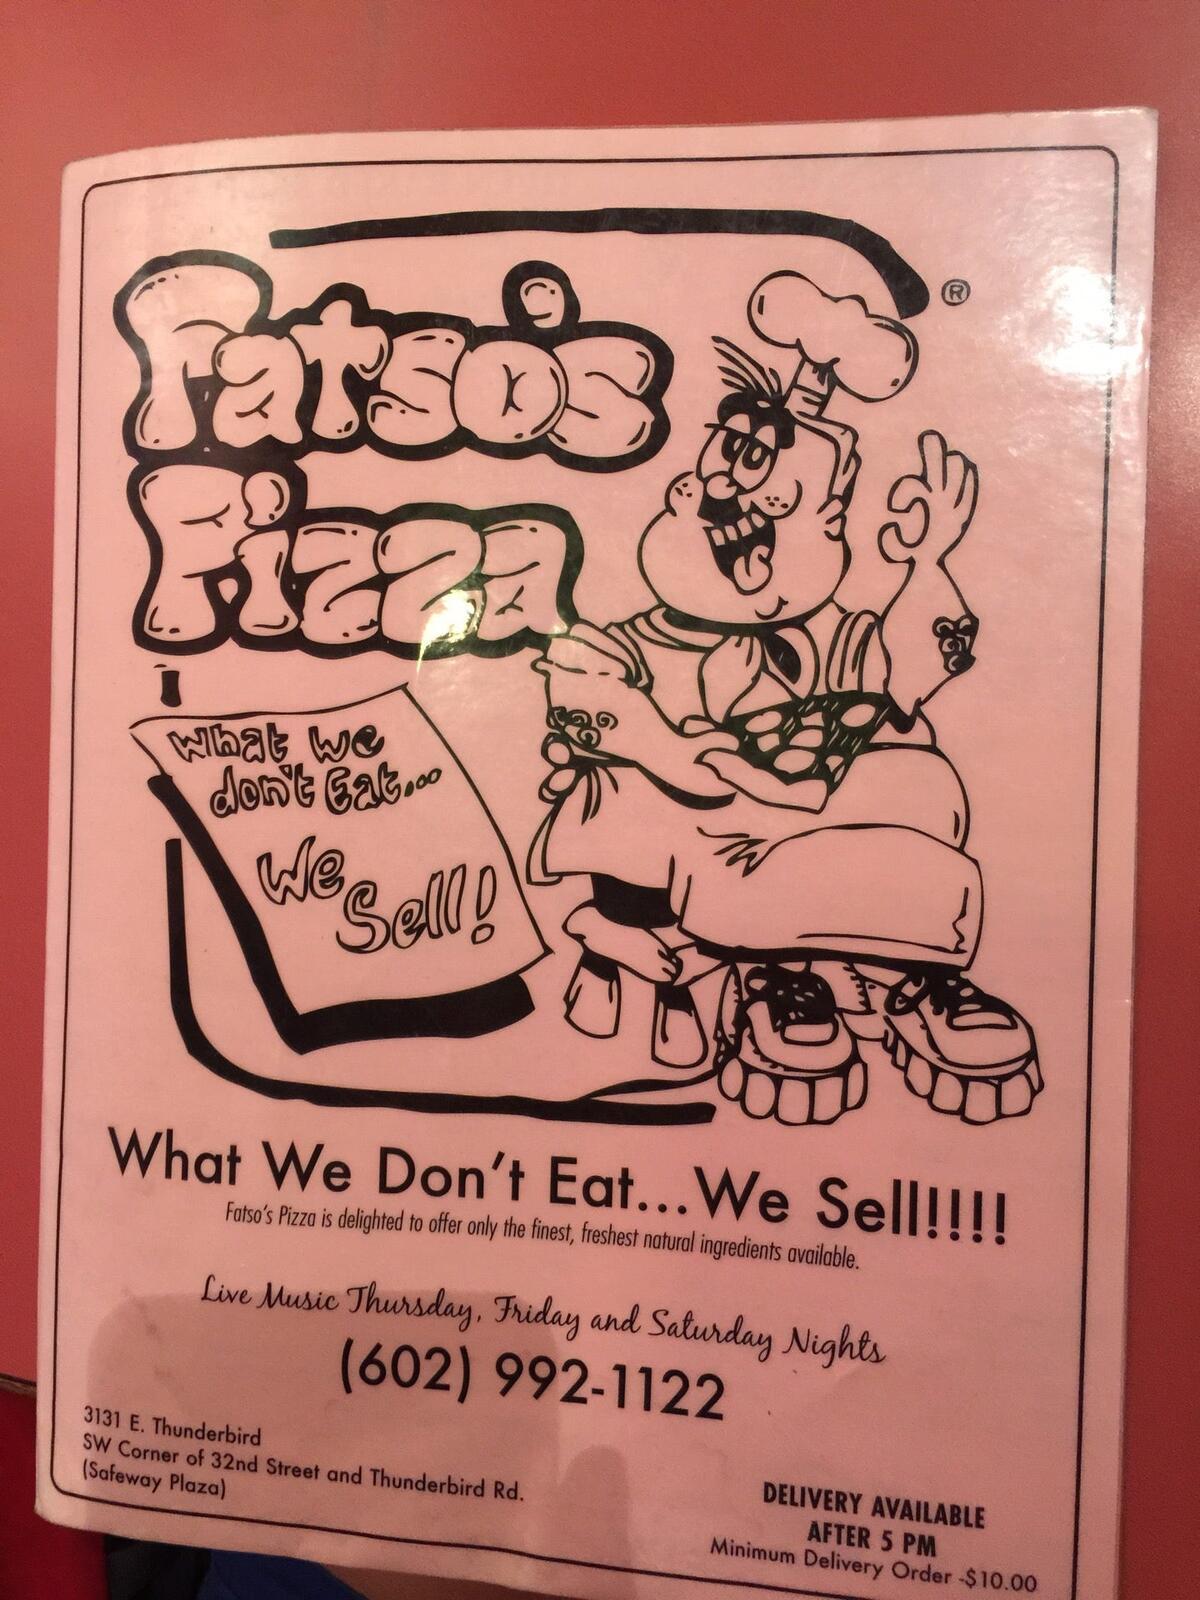 Fatso's
Pizza
®
What we
don't Eat...
We
Sell!
What We Don't Eat...We Sell!!!!
Fatso's Pizza is delighted to offer only the finest, freshest natural ingredients available.
Live Music Thursday, Friday and Saturday Nights
(602) 992-1122
3131 E. Thunderbird
SW Corner of 32nd Street and Thunderbird Rd.
(Safeway Plaza)
DELIVERY AVAILABLE
AFTER 5 PM
Minimum Delivery Order -$10.00